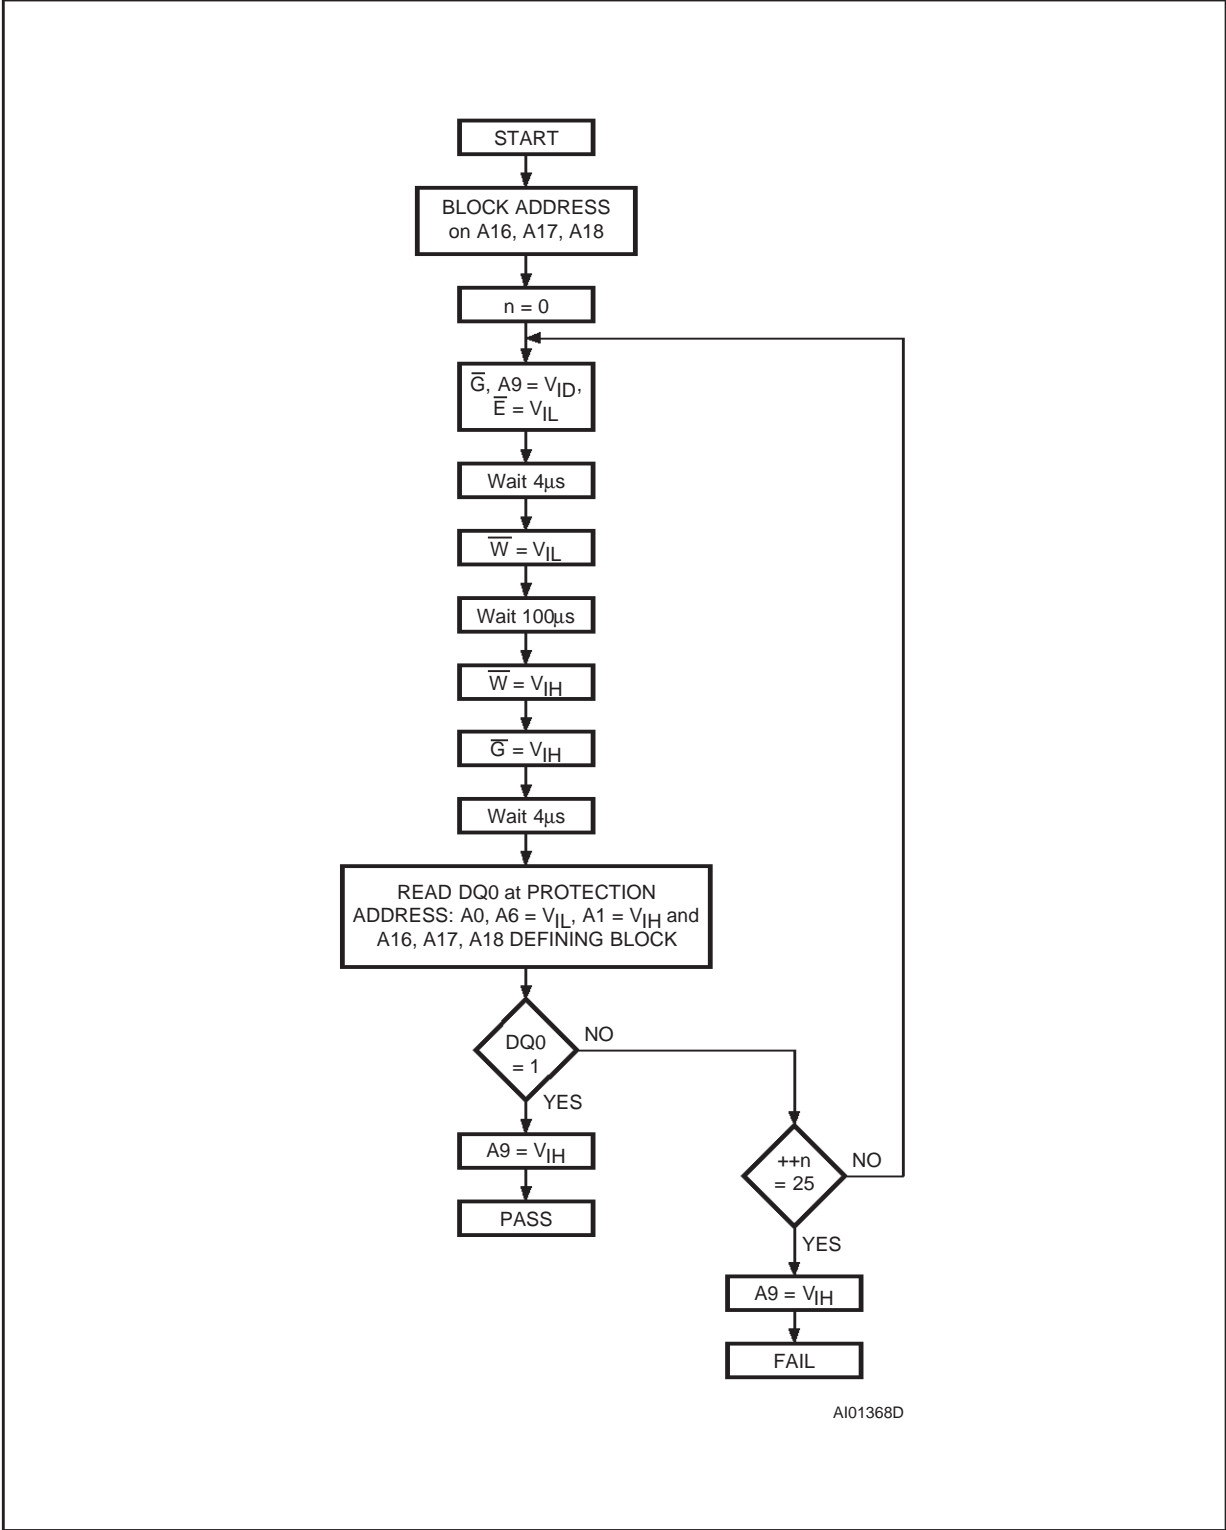 START
BLOCK ADDRESS
on A16, A17, A18
n = 0
G̅, A9 = VID,
E̅ = VIL
Wait 4µs
W̅ = VIL
Wait 100µs
W̅ = VIH
G̅ = VIH
Wait 4µs
READ DQ0 at PROTECTION
ADDRESS: A0, A6 = VIL, A1 = VIH and
A16, A17, A18 DEFINING BLOCK
DQ0
= 1
NO
YES
A9 = VIH
PASS
++n
= 25
NO
YES
A9 = VIH
FAIL
AI01368D